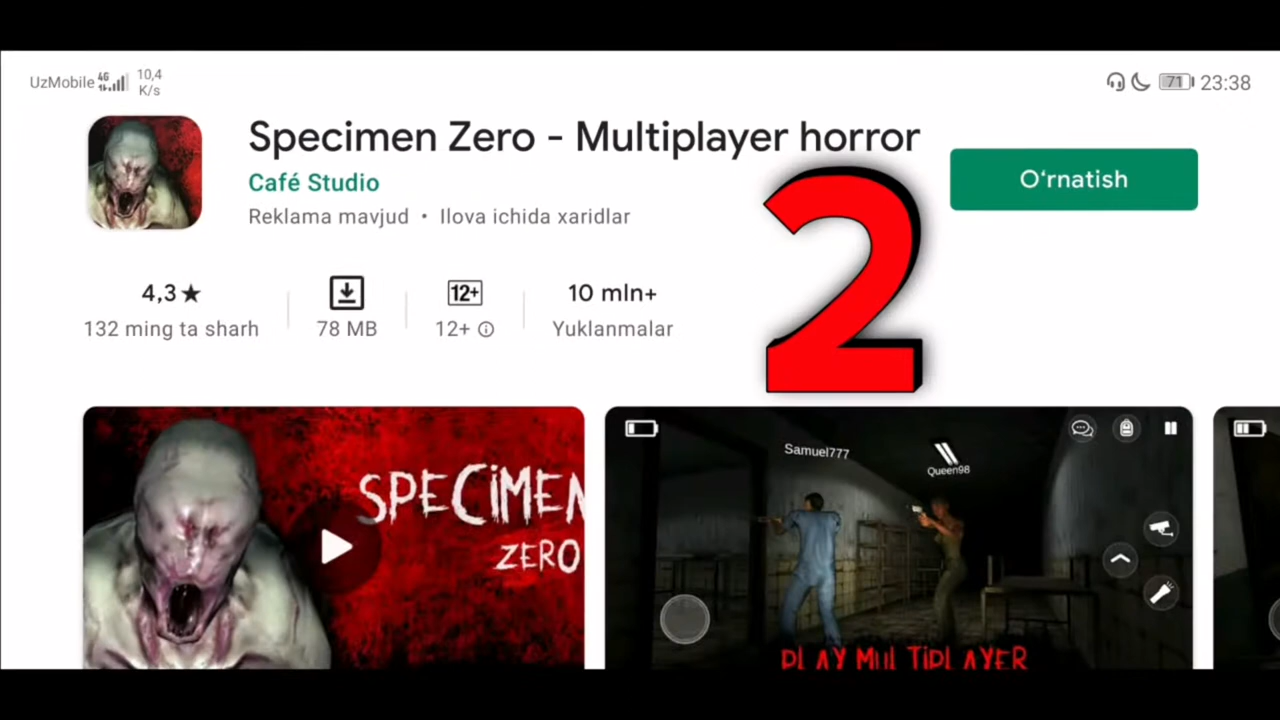 UzMobile 4G 10,4 K/s 71 23:38
Specimen Zero - Multiplayer horror
Café Studio
Reklama mavjud • Ilova ichida xaridlar
O‘rnatish
2
4,3★
132 ming ta sharh
78 MB
12+
12+
10 mln+
Yuklanmalar
SPECIMEN
ZERO
Samuel777
Queen98
PLAY MULTIPLAYER